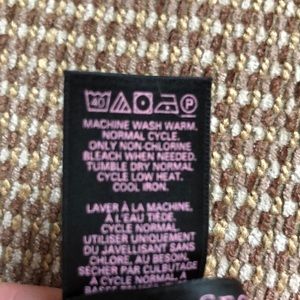 40 P
MACHINE WASH WARM,
NORMAL CYCLE.
ONLY NON-CHLORINE
BLEACH WHEN NEEDED.
TUMBLE DRY NORMAL
CYCLE LOW HEAT.
COOL IRON.
LAVER À LA MACHINE,
À L'EAU TIÈDE.
CYCLE NORMAL.
UTILISER UNIQUEMENT
DU JAVELLISANT SANS
CHLORE, AU BESOIN.
SÉCHER PAR CULBUTAGE
À CYCLE NORMAL, À
BASSE